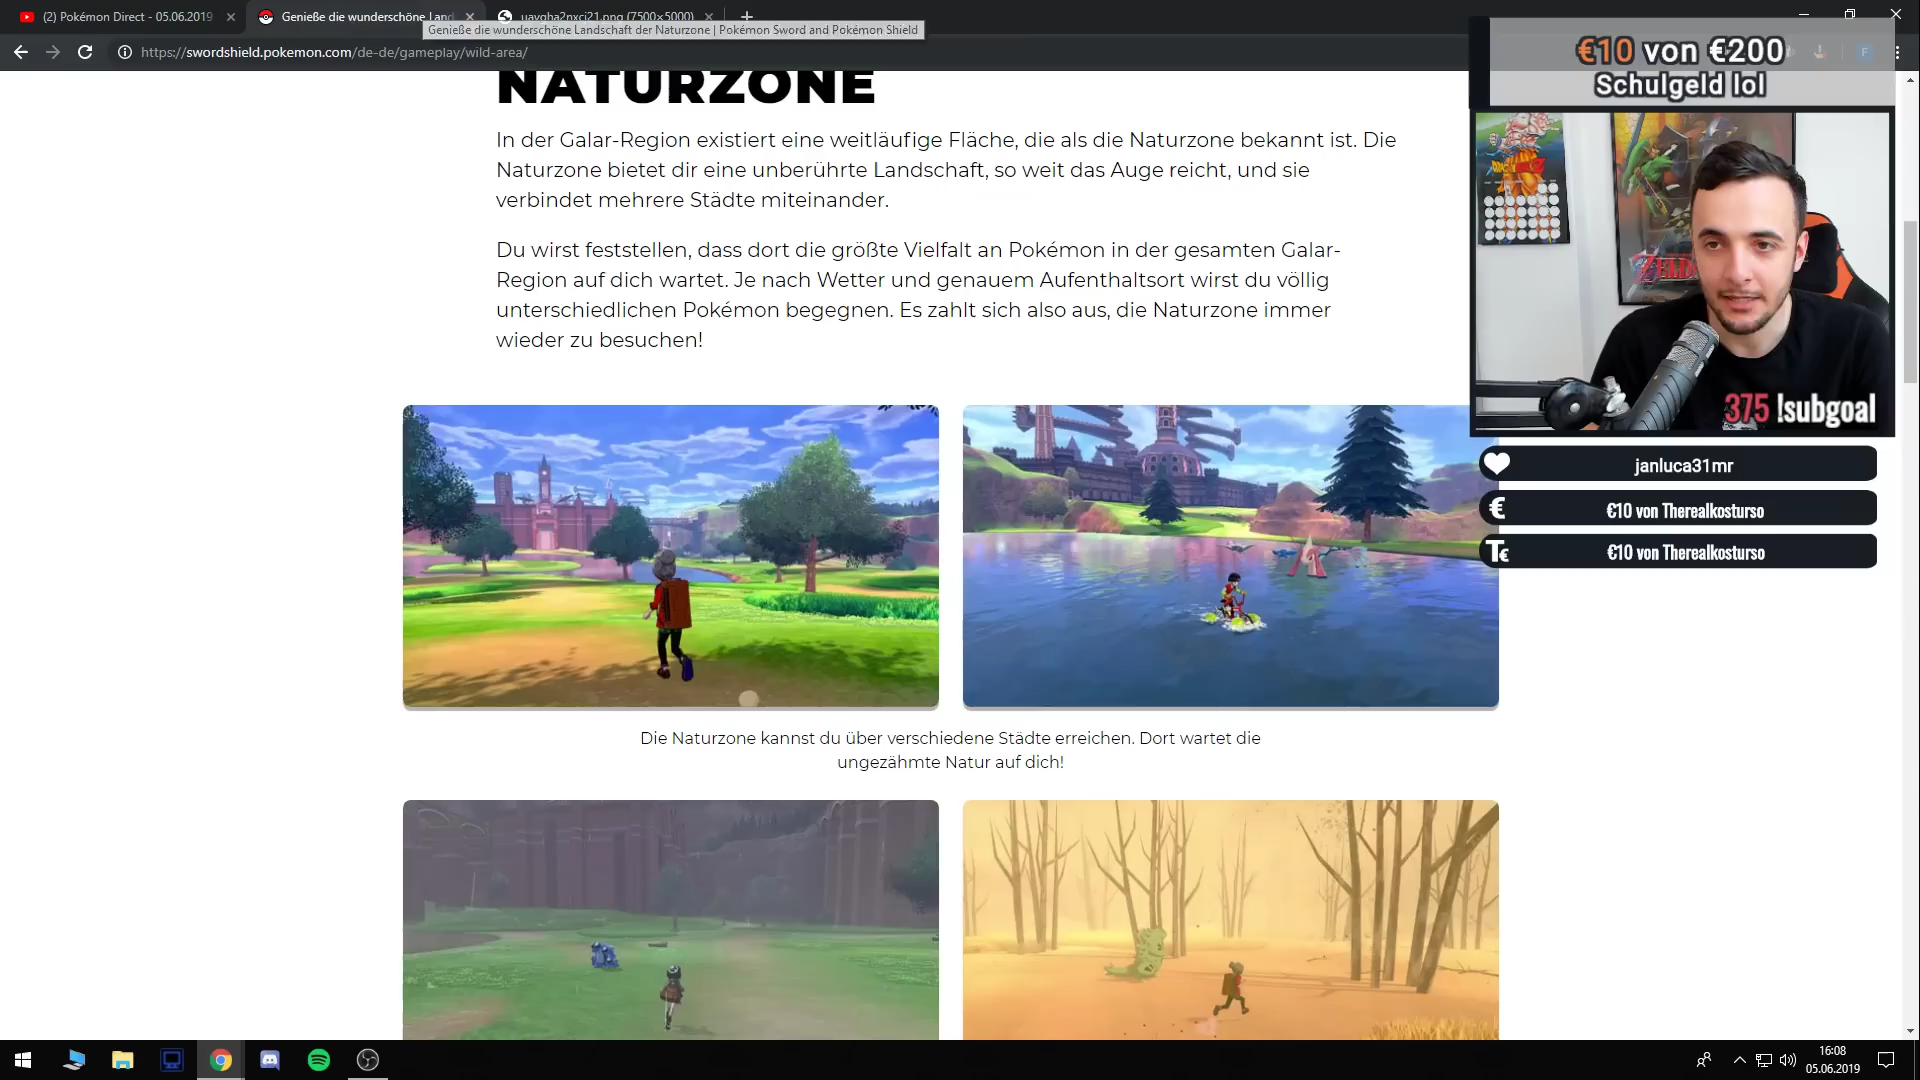 (2) Pokémon Direct - 05.06.2019
Genieße die wunderschöne Land
uaygha2nxci21.png (7500×5000)
Genieße die wunderschöne Landschaft der Naturzone | Pokémon Sword and Pokémon Shield
https://swordshield.pokemon.com/de-de/gameplay/wild-area/
€10 von €200
Schulgeld lol
NATURZONE
In der Galar-Region existiert eine weitläufige Fläche, die als die Naturzone bekannt ist. Die
Naturzone bietet dir eine unberührte Landschaft, so weit das Auge reicht, und sie
verbindet mehrere Städte miteinander.
Du wirst feststellen, dass dort die größte Vielfalt an Pokémon in der gesamten Galar-
Region auf dich wartet. Je nach Wetter und genauem Aufenthaltsort wirst du völlig
unterschiedlichen Pokémon begegnen. Es zahlt sich also aus, die Naturzone immer
wieder zu besuchen!
ZELDA
375 !subgoal
janluca31mr
€10 von Therealkosturso
€10 von Therealkosturso
Die Naturzone kannst du über verschiedene Städte erreichen. Dort wartet die
ungezähmte Natur auf dich!
16:08
05.06.2019